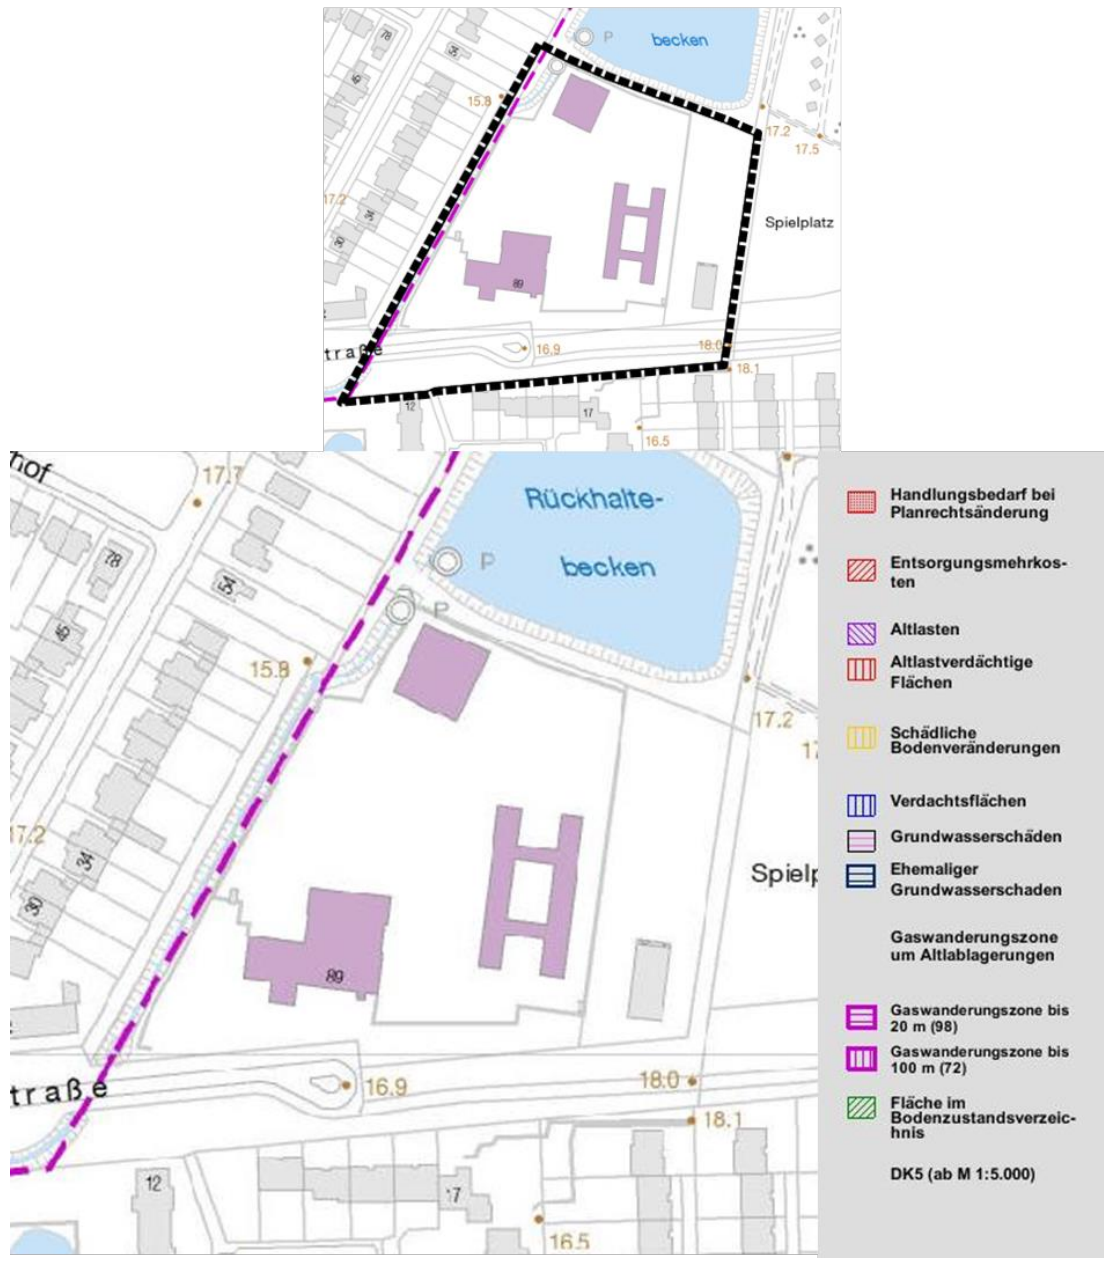 78
P
becken
54
46
15.8
17.2
17.5
17.2
34
Spielplatz
30
89
traße
16.9
18.0
18.1
12
17
16.5
hof
17.7
Rückhalte-
78
P
becken
54
P
46
15.8
17.2
17.2
34
Spielp
30
89
traße
16.9
18.0
18.1
12
17
16.5
Handlungsbedarf bei
Planrechtsänderung
Entsorgungsmehrkos-
ten
Altlasten
Altlastverdächtige
Flächen
Schädliche
Bodenveränderungen
Verdachtsflächen
Grundwasserschäden
Ehemaliger
Grundwasserschaden
Gaswanderungszone
um Altlablagerungen
Gaswanderungszone bis
20 m (98)
Gaswanderungszone bis
100 m (72)
Fläche im
Bodenzustandsverzeic-
hnis
DK5 (ab M 1:5.000)